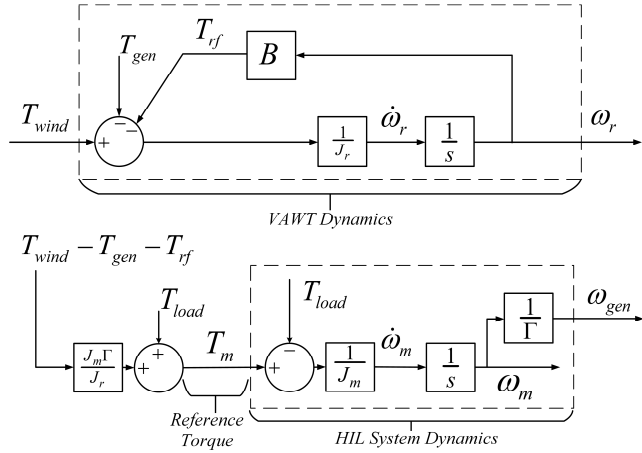 T_gen
T_rf
B
T_wind
+
−
−
1/J_r
ω̇_r
1/s
ω_r
VAWT Dynamics
T_wind − T_gen − T_rf
T_load
T_load
J_mΓ/J_r
+
+
T_m
+
−
1/J_m
ω̇_m
1/s
1/Γ
ω_gen
ω_m
Reference
Torque
HIL System Dynamics